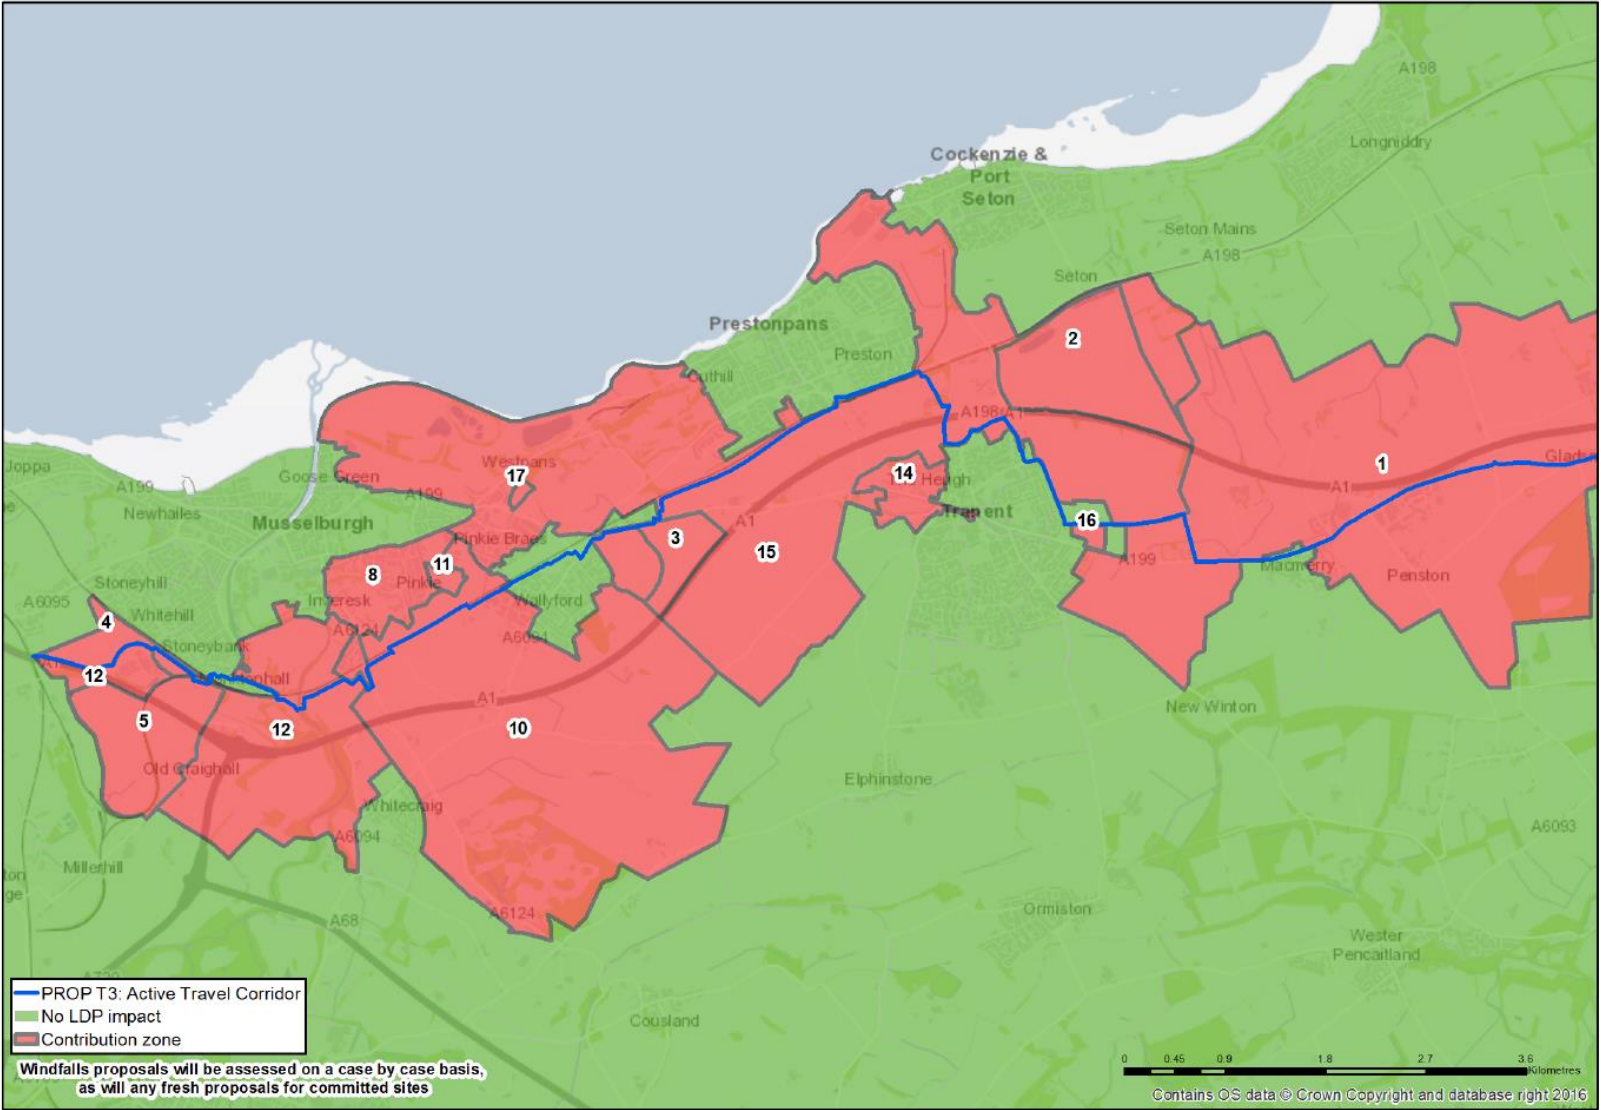 A198
Longniddry
Cockenzie &
Port
Seton
Seton Mains
A198
Seton
Prestonpans
2
Preston
Cuthill
A198
Joppa
A199
Goose Green
Westpans
17
A199
14
1
A1
Newhailes
Musselburgh
Tranent
16
A1
Pinkie Braes
3
15
A199
Macmerry
Penston
Stoneyhill
8
Pinkie
11
Wallyford
A6095
Whitehill
Inveresk
4
A6124
A6094
Stoneybank
12
5
12
A1
10
New Winton
Old Craighall
Elphinstone
Whitecraig
A6094
A6093
Millerhill
A6124
A68
Ormiston
Wester
Pencaitland
Cousland
PROP T3: Active Travel Corridor
No LDP impact
Contribution zone
Windfalls proposals will be assessed on a case by case basis,
as will any fresh proposals for committed sites
0 0.45 0.9 1.8 2.7 3.6
Kilometres
Contains OS data © Crown Copyright and database right 2016